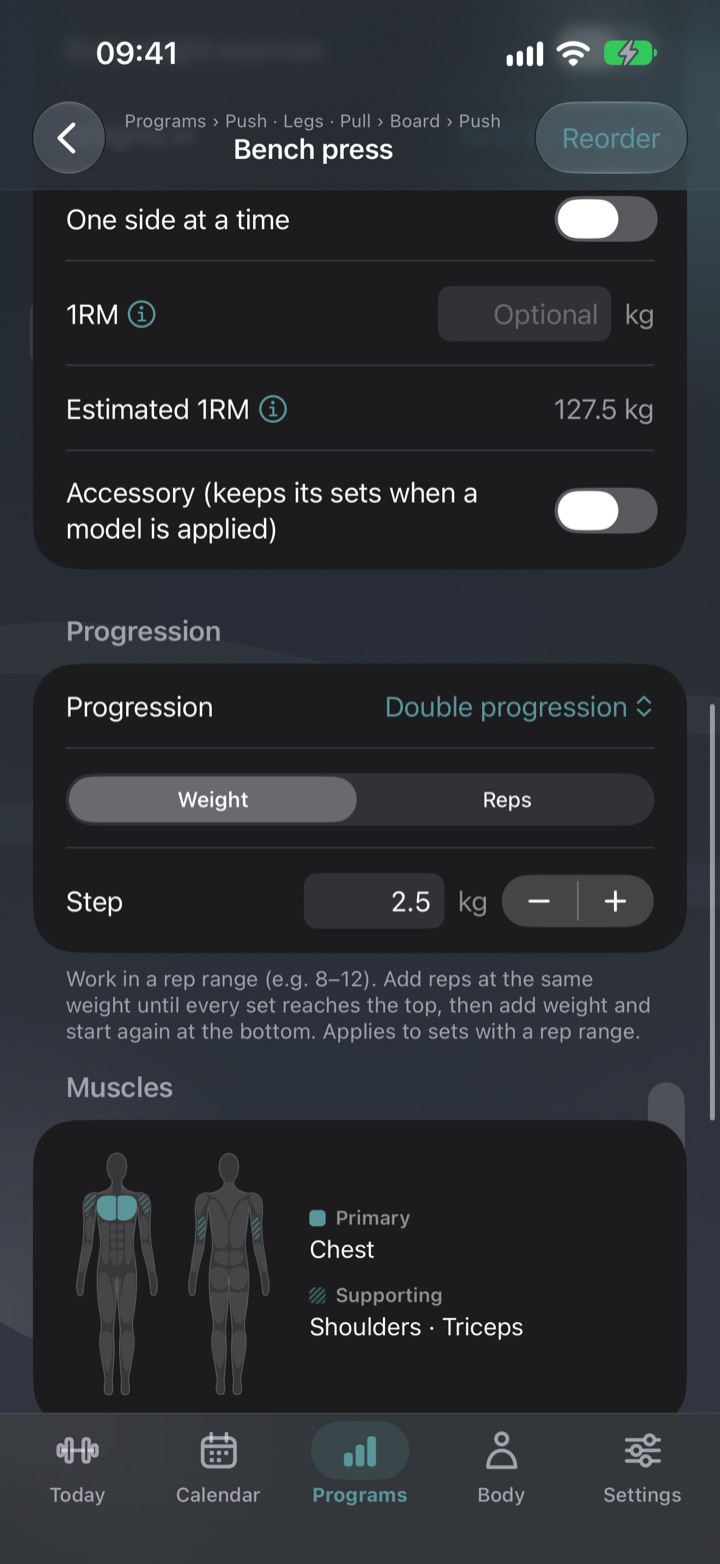 09:41
Programs › Push · Legs · Pull › Board › Push
Bench press
Reorder
One side at a time
1RM
Optional kg
Estimated 1RM
127.5 kg
Accessory (keeps its sets when a
model is applied)
Progression
Progression
Double progression
Weight
Reps
Step
2.5 kg
Work in a rep range (e.g. 8–12). Add reps at the same
weight until every set reaches the top, then add weight and
start again at the bottom. Applies to sets with a rep range.
Muscles
Primary
Chest
Supporting
Shoulders · Triceps
Today
Calendar
Programs
Body
Settings